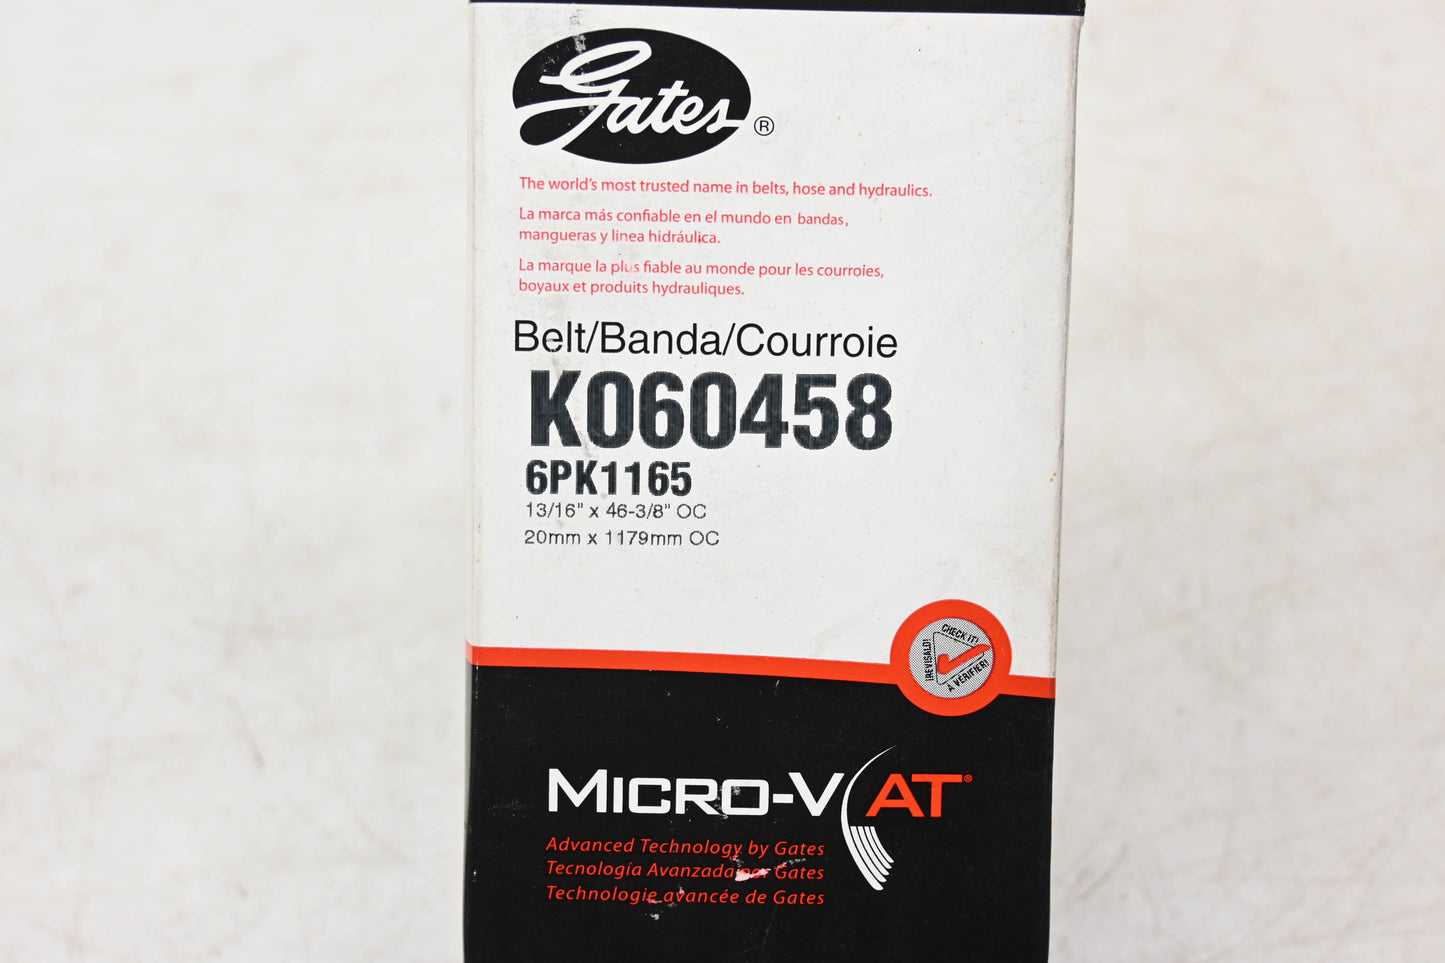 Gates®
The world's most trusted name in belts, hose and hydraulics.
La marca más confiable en el mundo en bandas,
mangueras y linea hidráulica.
La marque la plus fiable au monde pour les courroies,
boyaux et produits hydrauliques.
Belt/Banda/Courroie
K060458
6PK1165
13/16" x 46-3/8" OC
20mm x 1179mm OC
CHECK IT!
¡REVISALO!
À VÉRIFIER!
MICRO-V AT®
Advanced Technology by Gates
Tecnología Avanzada por Gates
Technologie avancée de Gates